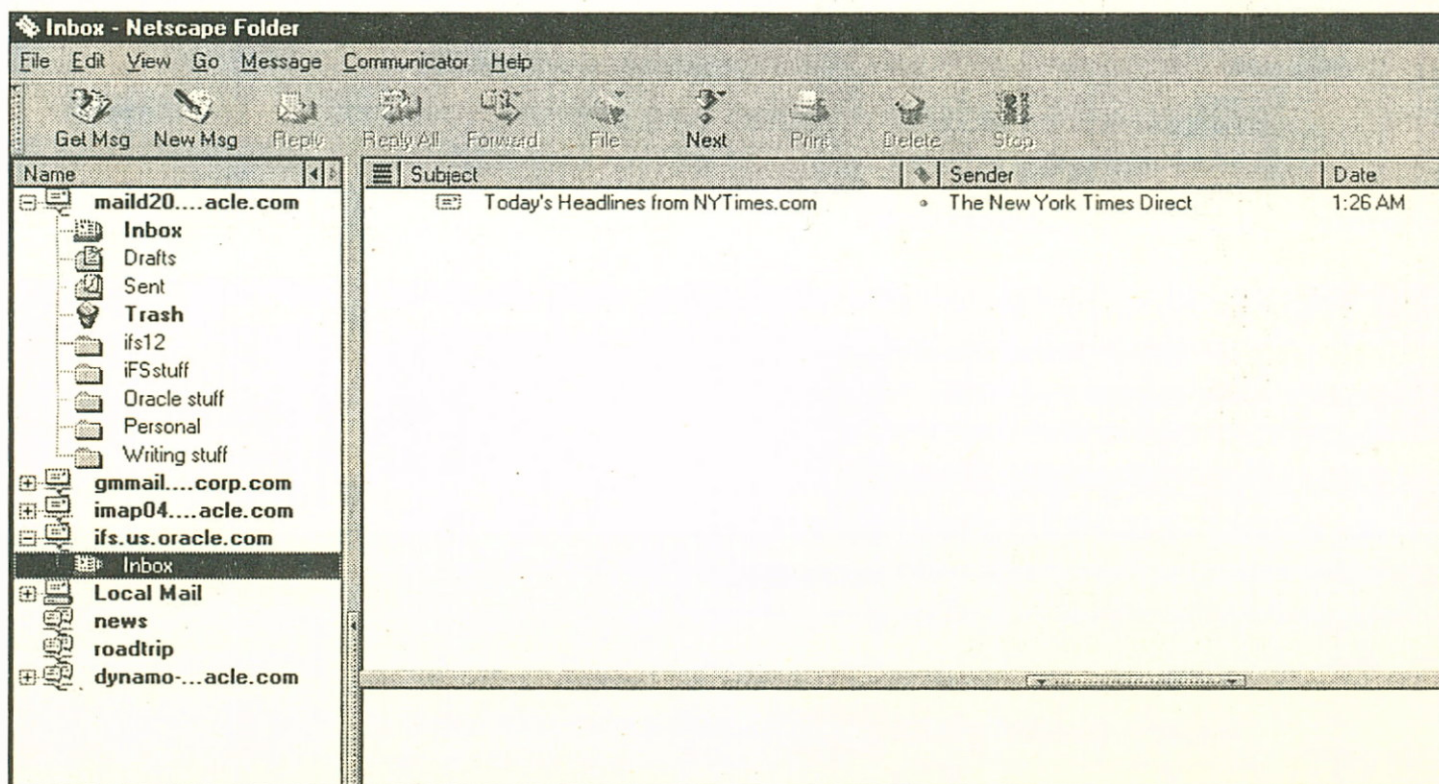 Inbox - Netscape Folder
File Edit View Go Message Communicator Help
Get Msg New Msg Reply Reply All Forward File Next Print Delete Stop
Name Subject Sender Date
maild20....acle.com Today's Headlines from NYTimes.com The New York Times Direct 1:26 AM
Inbox
Drafts
Sent
Trash
ifs12
iFSstuff
Oracle stuff
Personal
Writing stuff
gmmail....corp.com
imap04....acle.com
ifs.us.oracle.com
Inbox
Local Mail
news
roadtrip
dynamo-...acle.com